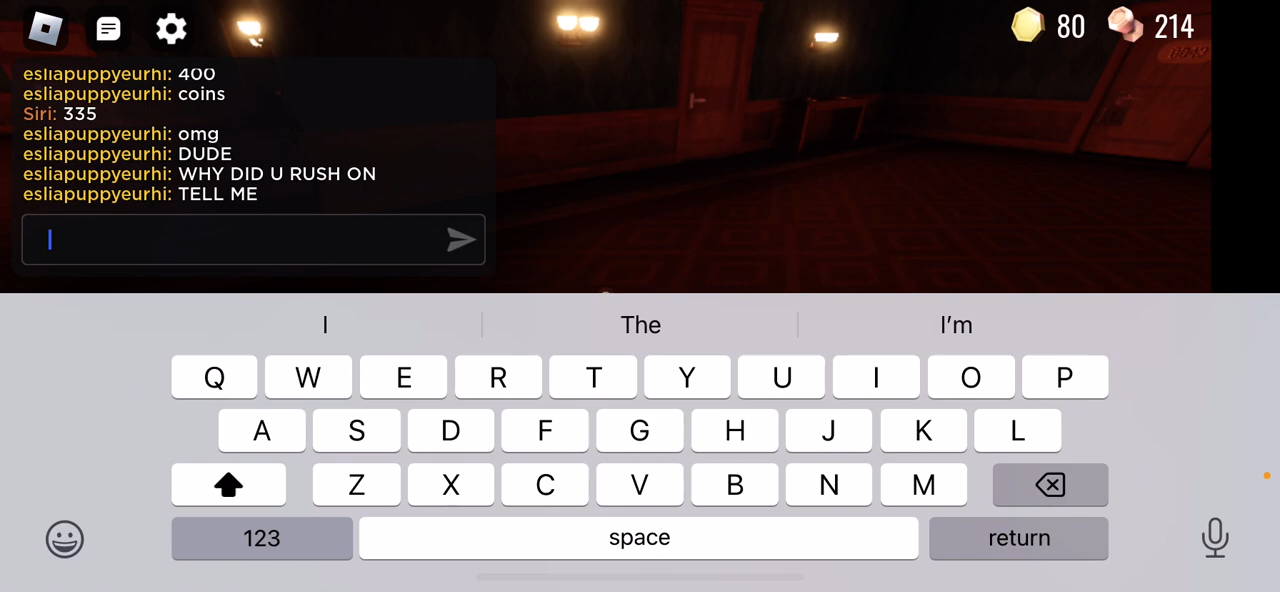 80 214
esliapuppyeurhi: 400
esliapuppyeurhi: coins
Siri: 335
esliapuppyeurhi: omg
esliapuppyeurhi: DUDE
esliapuppyeurhi: WHY DID U RUSH ON
esliapuppyeurhi: TELL ME
I The I’m
Q W E R T Y U I O P
A S D F G H J K L
Z X C V B N M
123 space return